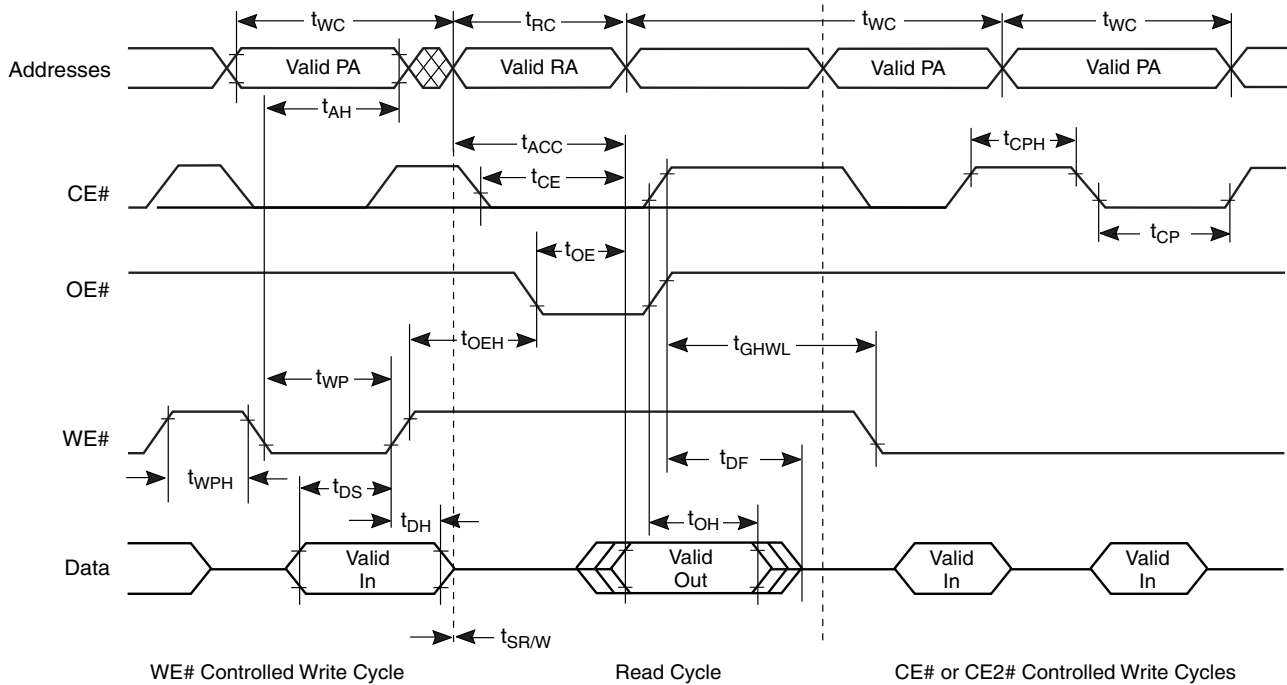 tWC
tRC
tWC
tWC
Addresses
Valid PA
Valid RA
Valid PA
Valid PA
tAH
tACC
tCPH
CE#
tCE
tCP
tOE
OE#
tOEH
tGHWL
tWP
WE#
tDF
tWPH
tDS
tDH
tOH
Data
Valid
In
Valid
Out
Valid
In
Valid
In
tSR/W
WE# Controlled Write Cycle
Read Cycle
CE# or CE2# Controlled Write Cycles